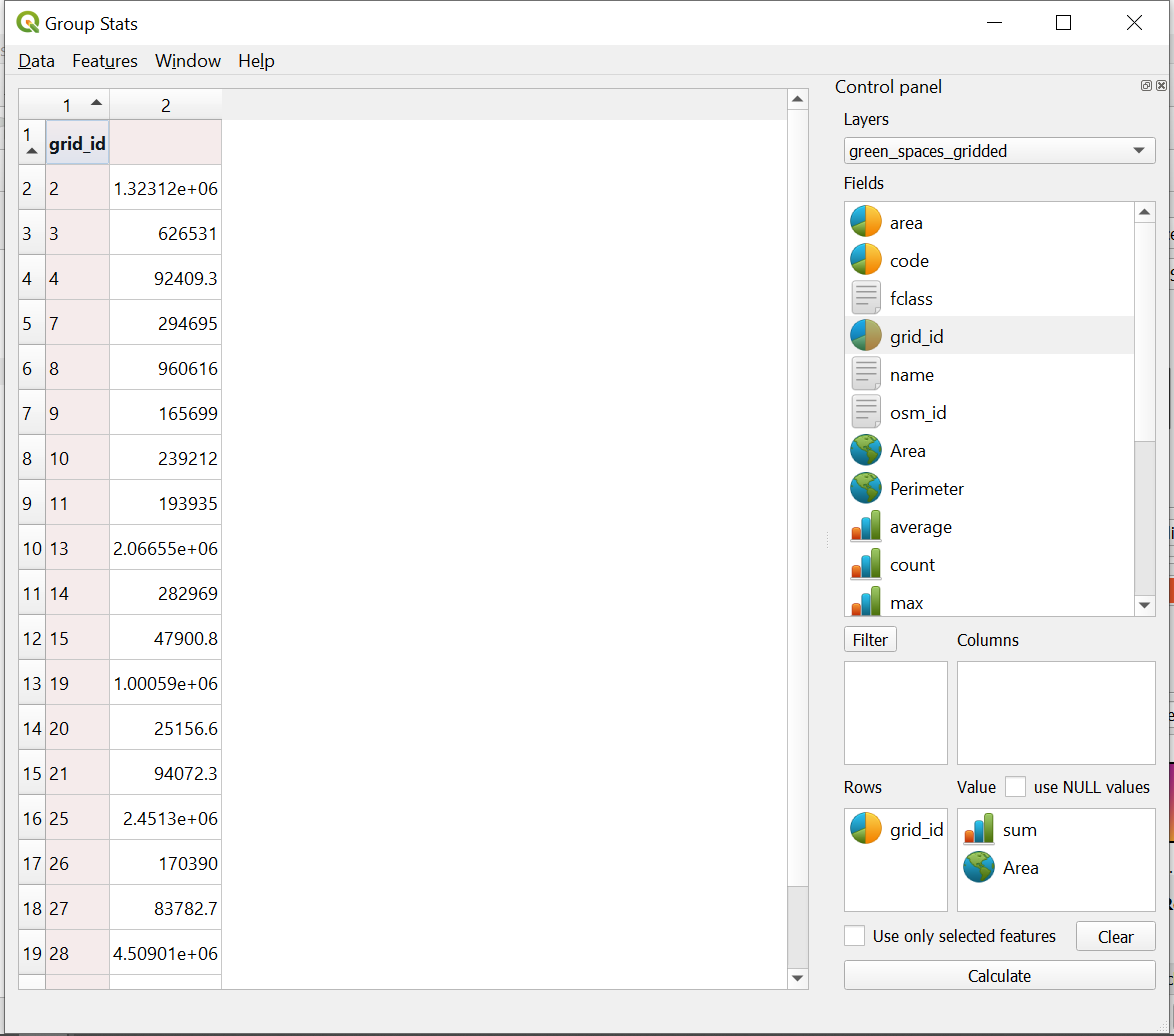 Group Stats
Data Features Window Help
1 2
1 grid_id
2 2 1.32312e+06
3 3 626531
4 4 92409.3
5 7 294695
6 8 960616
7 9 165699
8 10 239212
9 11 193935
10 13 2.06655e+06
11 14 282969
12 15 47900.8
13 19 1.00059e+06
14 20 25156.6
15 21 94072.3
16 25 2.4513e+06
17 26 170390
18 27 83782.7
19 28 4.50901e+06
Control panel
Layers
green_spaces_gridded
Fields
area
code
fclass
grid_id
name
osm_id
Area
Perimeter
average
count
max
Filter Columns
Rows Value use NULL values
grid_id sum
Area
Use only selected features Clear
Calculate